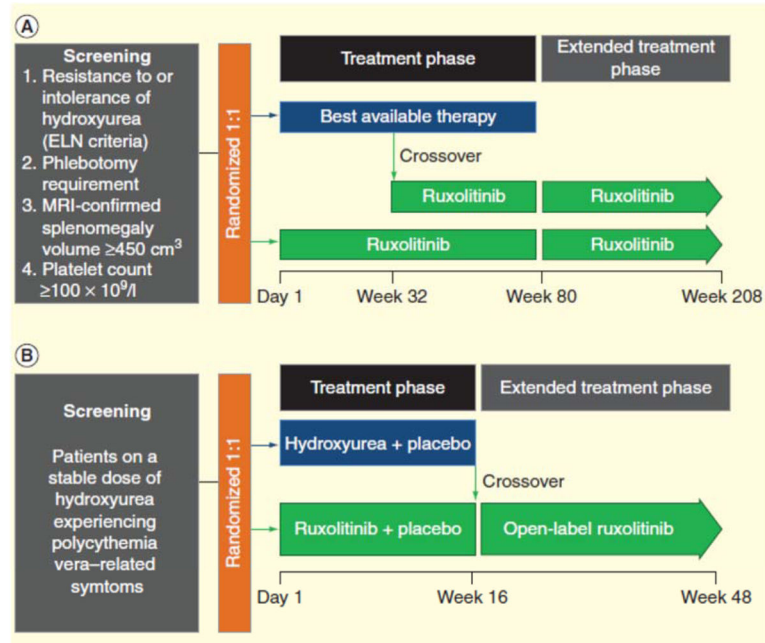 A
Screening
1. Resistance to or
intolerance of
hydroxyurea
(ELN criteria)
2. Phlebotomy
requirement
3. MRI-confirmed
splenomegaly
volume ≥450 cm³
4. Platelet count
≥100 × 10⁹/l
Randomized 1:1
Treatment phase
Extended treatment
phase
Best available therapy
Crossover
Ruxolitinib
Ruxolitinib
Ruxolitinib
Ruxolitinib
Day 1
Week 32
Week 80
Week 208
B
Screening
Patients on a
stable dose of
hydroxyurea
experiencing
polycythemia
vera–related
symtoms
Randomized 1:1
Treatment phase
Extended treatment phase
Hydroxyurea + placebo
Crossover
Ruxolitinib + placebo
Open-label ruxolitinib
Day 1
Week 16
Week 48